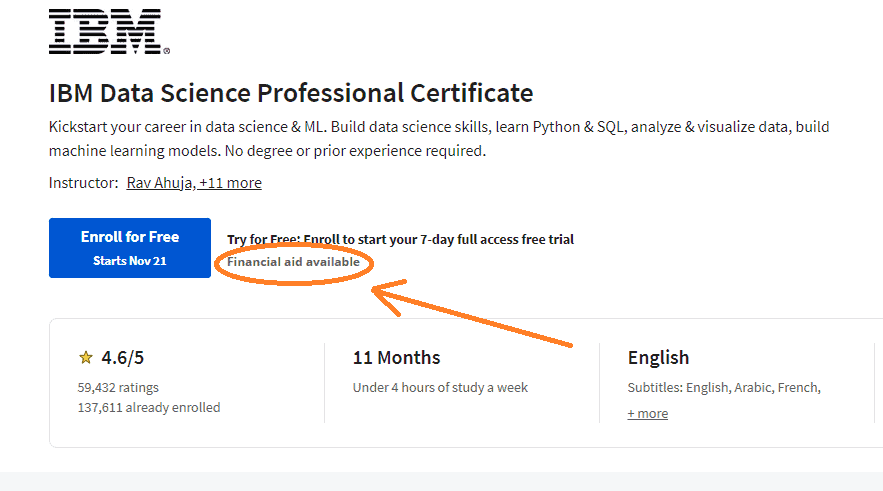 IBM®
IBM Data Science Professional Certificate
Kickstart your career in data science & ML. Build data science skills, learn Python & SQL, analyze & visualize data, build
machine learning models. No degree or prior experience required.
Instructor: Rav Ahuja, +11 more
Enroll for Free
Starts Nov 21
Try for Free: Enroll to start your 7-day full access free trial
Financial aid available
4.6/5
59,432 ratings
137,611 already enrolled
11 Months
Under 4 hours of study a week
English
Subtitles: English, Arabic, French,
+ more